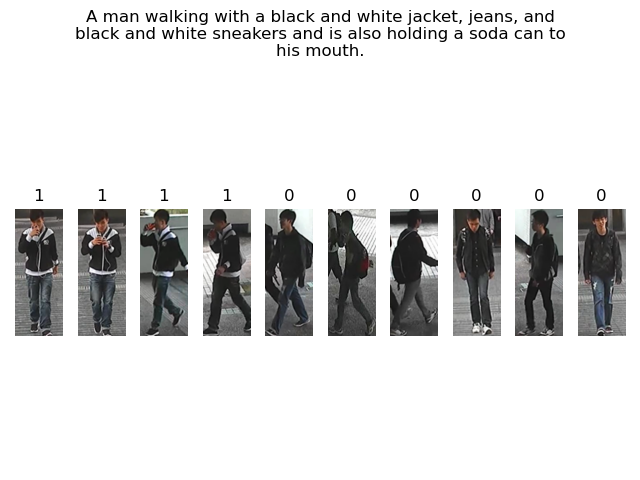 A man walking with a black and white jacket, jeans, and
black and white sneakers and is also holding a soda can to
his mouth.
1 1 1 1 0 0 0 0 0 0